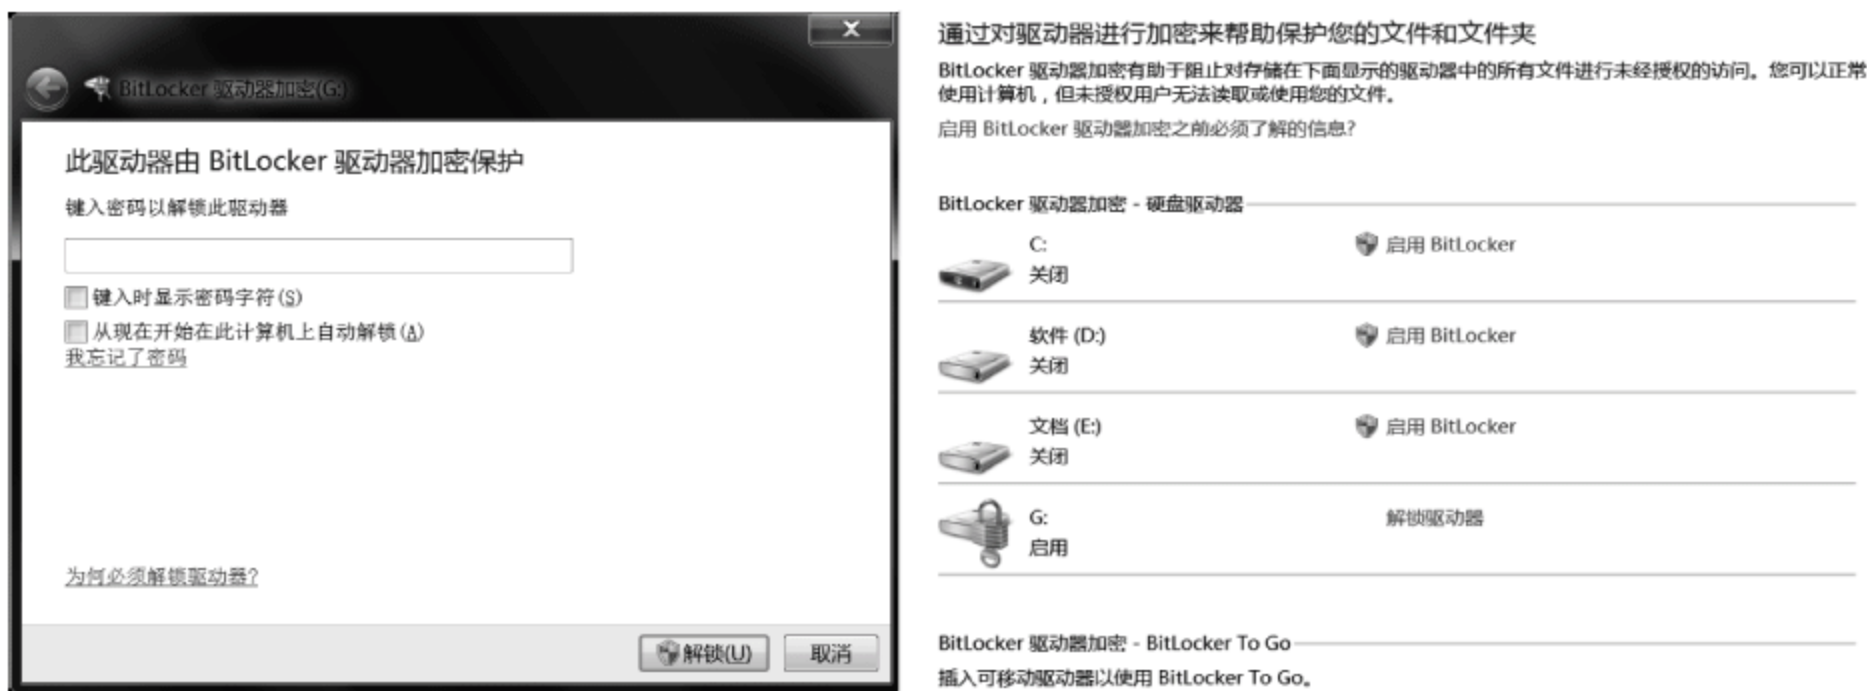 BitLocker 驱动器加密(G:)
此驱动器由 BitLocker 驱动器加密保护
键入密码以解锁此驱动器
键入时显示密码字符(S)
从现在开始在此计算机上自动解锁(A)
我忘记了密码
为何必须解锁驱动器?
解锁(U)
取消
通过对驱动器进行加密来帮助保护您的文件和文件夹
BitLocker 驱动器加密有助于阻止对存储在下面显示的驱动器中的所有文件进行未经授权的访问。您可以正常
使用计算机，但未授权用户无法读取或使用您的文件。
启用 BitLocker 驱动器加密之前必须了解的信息?
BitLocker 驱动器加密 - 硬盘驱动器
C:
启用 BitLocker
关闭
软件 (D:)
启用 BitLocker
关闭
文档 (E:)
启用 BitLocker
关闭
G:
解锁驱动器
启用
BitLocker 驱动器加密 - BitLocker To Go
插入可移动驱动器以使用 BitLocker To Go。